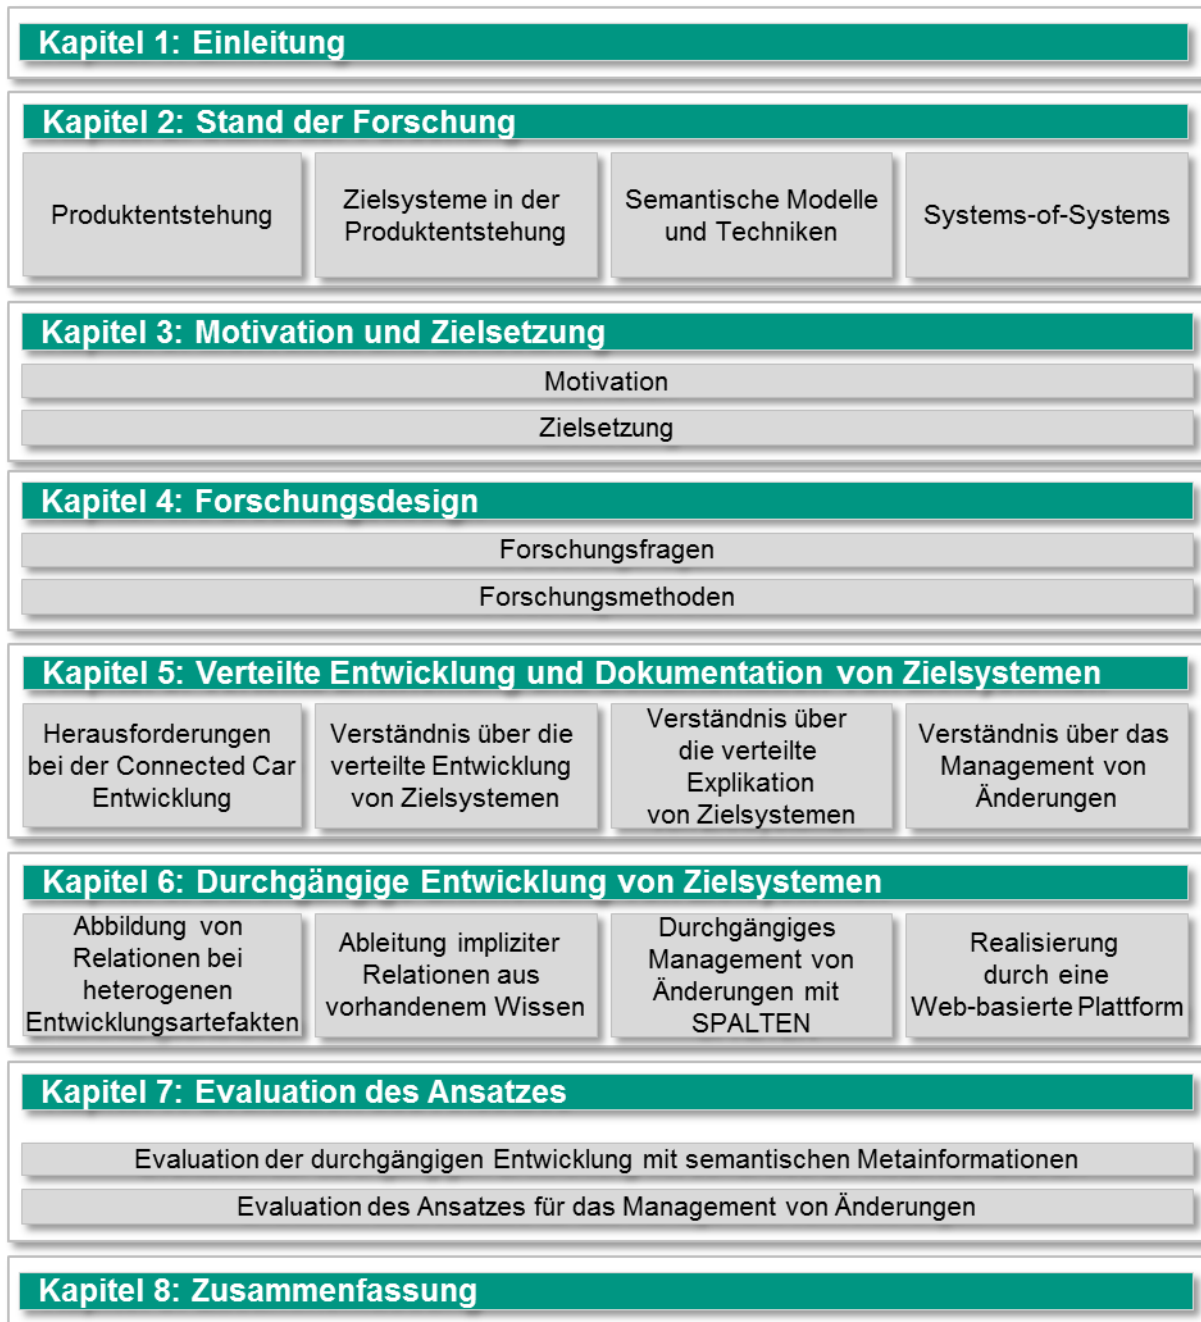 Kapitel 1: Einleitung
Kapitel 2: Stand der Forschung
Produktentstehung
Zielsysteme in der
Produktentstehung
Semantische Modelle
und Techniken
Systems-of-Systems
Kapitel 3: Motivation und Zielsetzung
Motivation
Zielsetzung
Kapitel 4: Forschungsdesign
Forschungsfragen
Forschungsmethoden
Kapitel 5: Verteilte Entwicklung und Dokumentation von Zielsystemen
Herausforderungen
bei der Connected Car
Entwicklung
Verständnis über die
verteilte Entwicklung
von Zielsystemen
Verständnis über
die verteilte
Explikation
von Zielsystemen
Verständnis über das
Management von
Änderungen
Kapitel 6: Durchgängige Entwicklung von Zielsystemen
Abbildung von
Relationen bei
heterogenen
Entwicklungsartefakten
Ableitung impliziter
Relationen aus
vorhandenem Wissen
Durchgängiges
Management von
Änderungen mit
SPALTEN
Realisierung
durch eine
Web-basierte Plattform
Kapitel 7: Evaluation des Ansatzes
Evaluation der durchgängigen Entwicklung mit semantischen Metainformationen
Evaluation des Ansatzes für das Management von Änderungen
Kapitel 8: Zusammenfassung